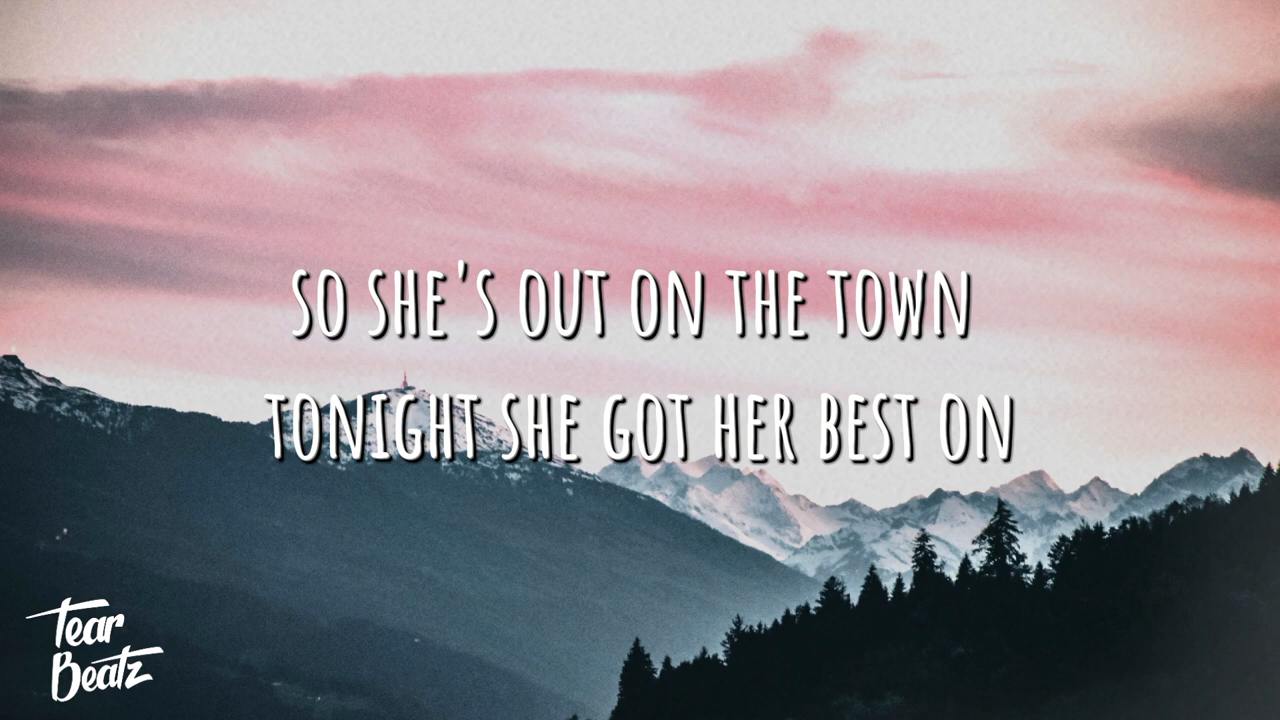 SO SHE'S OUT ON THE TOWN
TONIGHT SHE GOT HER BEST ON
Tear
Beatz